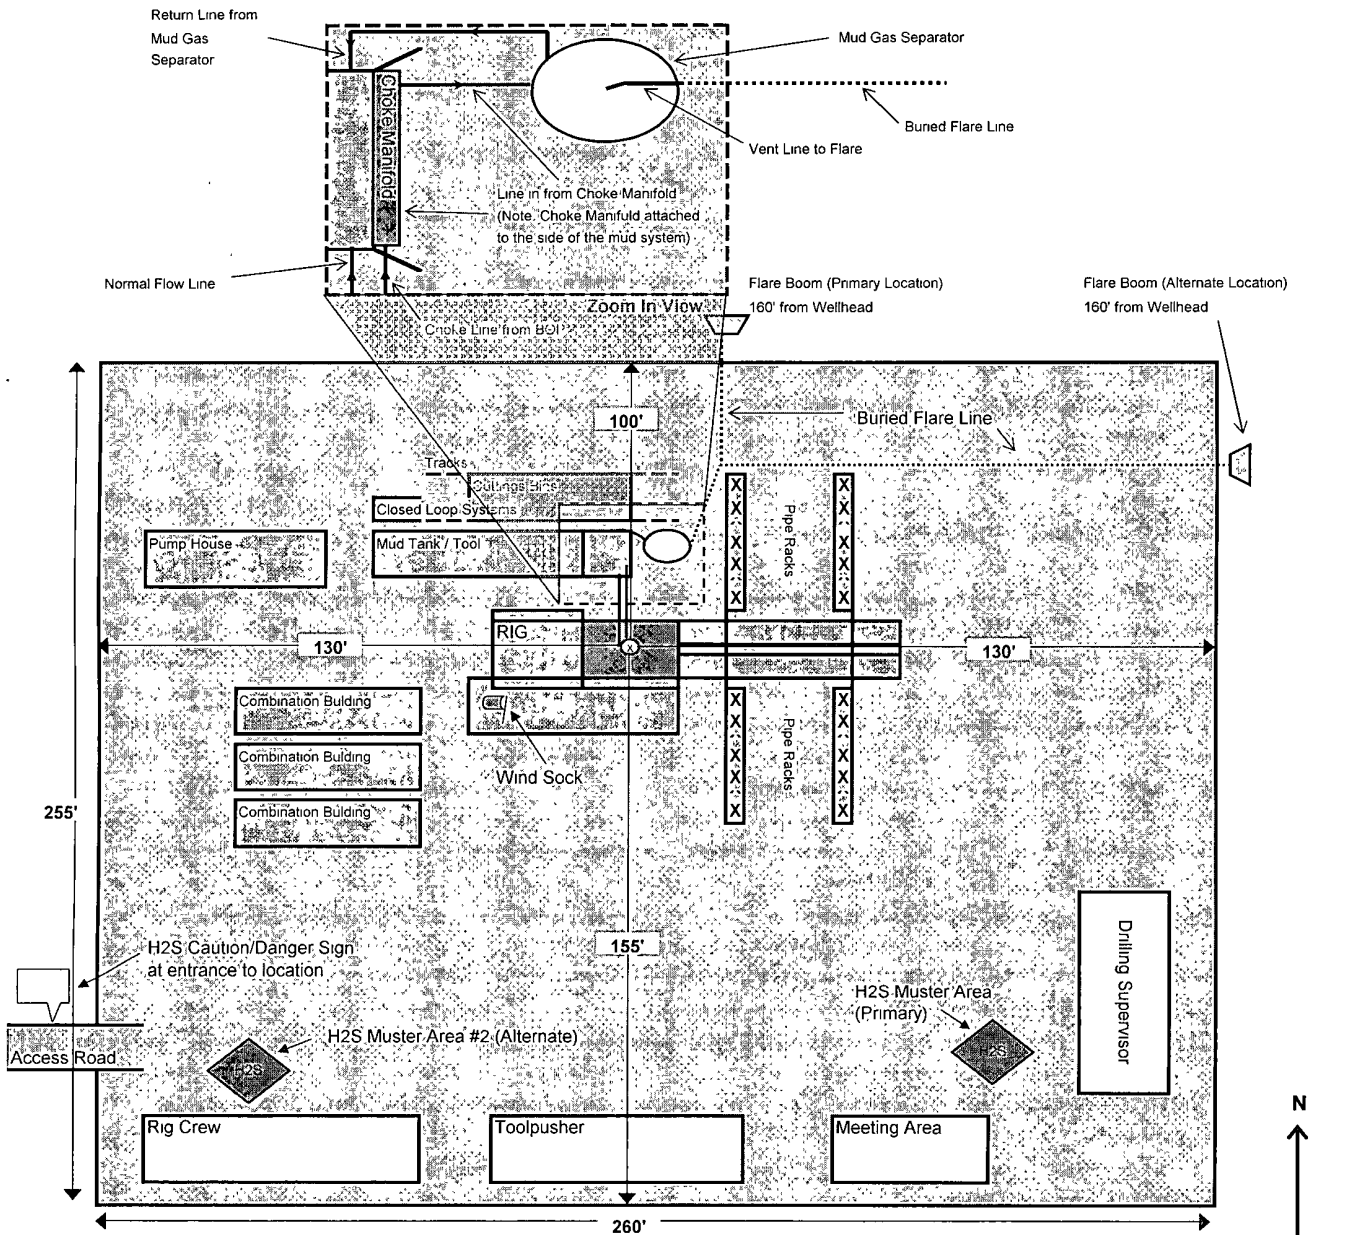 Return Line from
Mud Gas
Separator
Mud Gas Separator
Buried Flare Line
Vent Line to Flare
Choke Manifold
Line in from Choke Manifold
(Note. Choke Manifold attached
to the side of the mud system)
Normal Flow Line
Flare Boom (Primary Location)
160' from Wellhead
Flare Boom (Alternate Location)
160' from Wellhead
Zoom In View
Choke Line from BOP
100'
Buried Flare Line
Tracks
Cuttings Bins
Closed Loop Systems
Pump House
Mud Tank / Tool
X
X
X
X
X
X
X
X
X
X
X
X
Pipe Racks
RIG
X
130'
130'
Combination Bulding
Combination Bulding
Combination Bulding
Wind Sock
X
X
X
X
X
X
X
X
X
X
X
X
Pipe Racks
255'
155'
H2S Caution/Danger Sign
at entrance to location
Access Road
H2S Muster Area #2 (Alternate)
H2S
H2S Muster Area
(Primary)
H2S
Drilling Supervisor
Rig Crew
Toolpusher
Meeting Area
N
260'